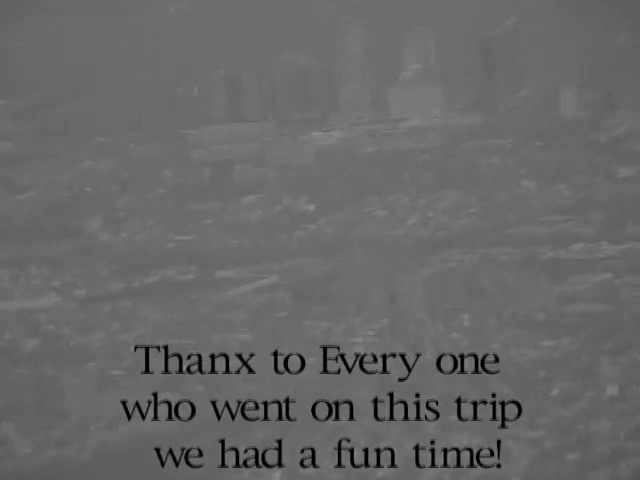 Thanx to Every one
who went on this trip
we had a fun time!